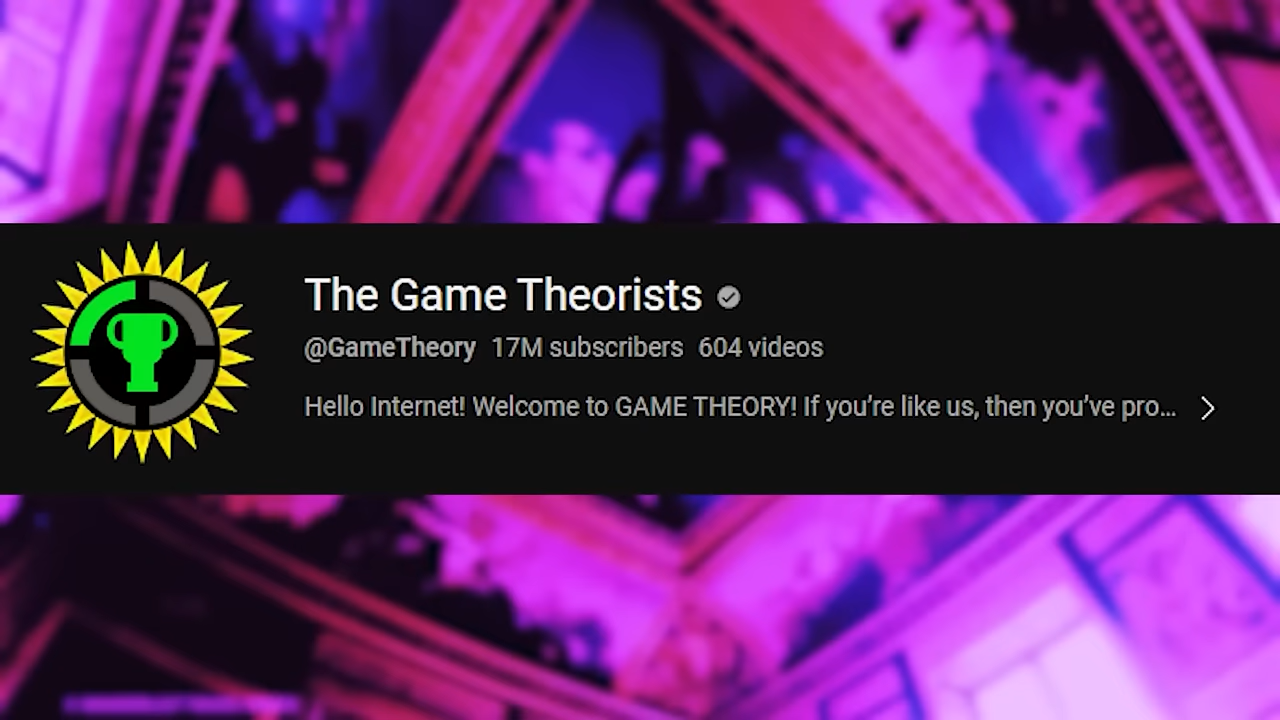 The Game Theorists
@GameTheory 17M subscribers 604 videos
Hello Internet! Welcome to GAME THEORY! If you’re like us, then you’ve pro...